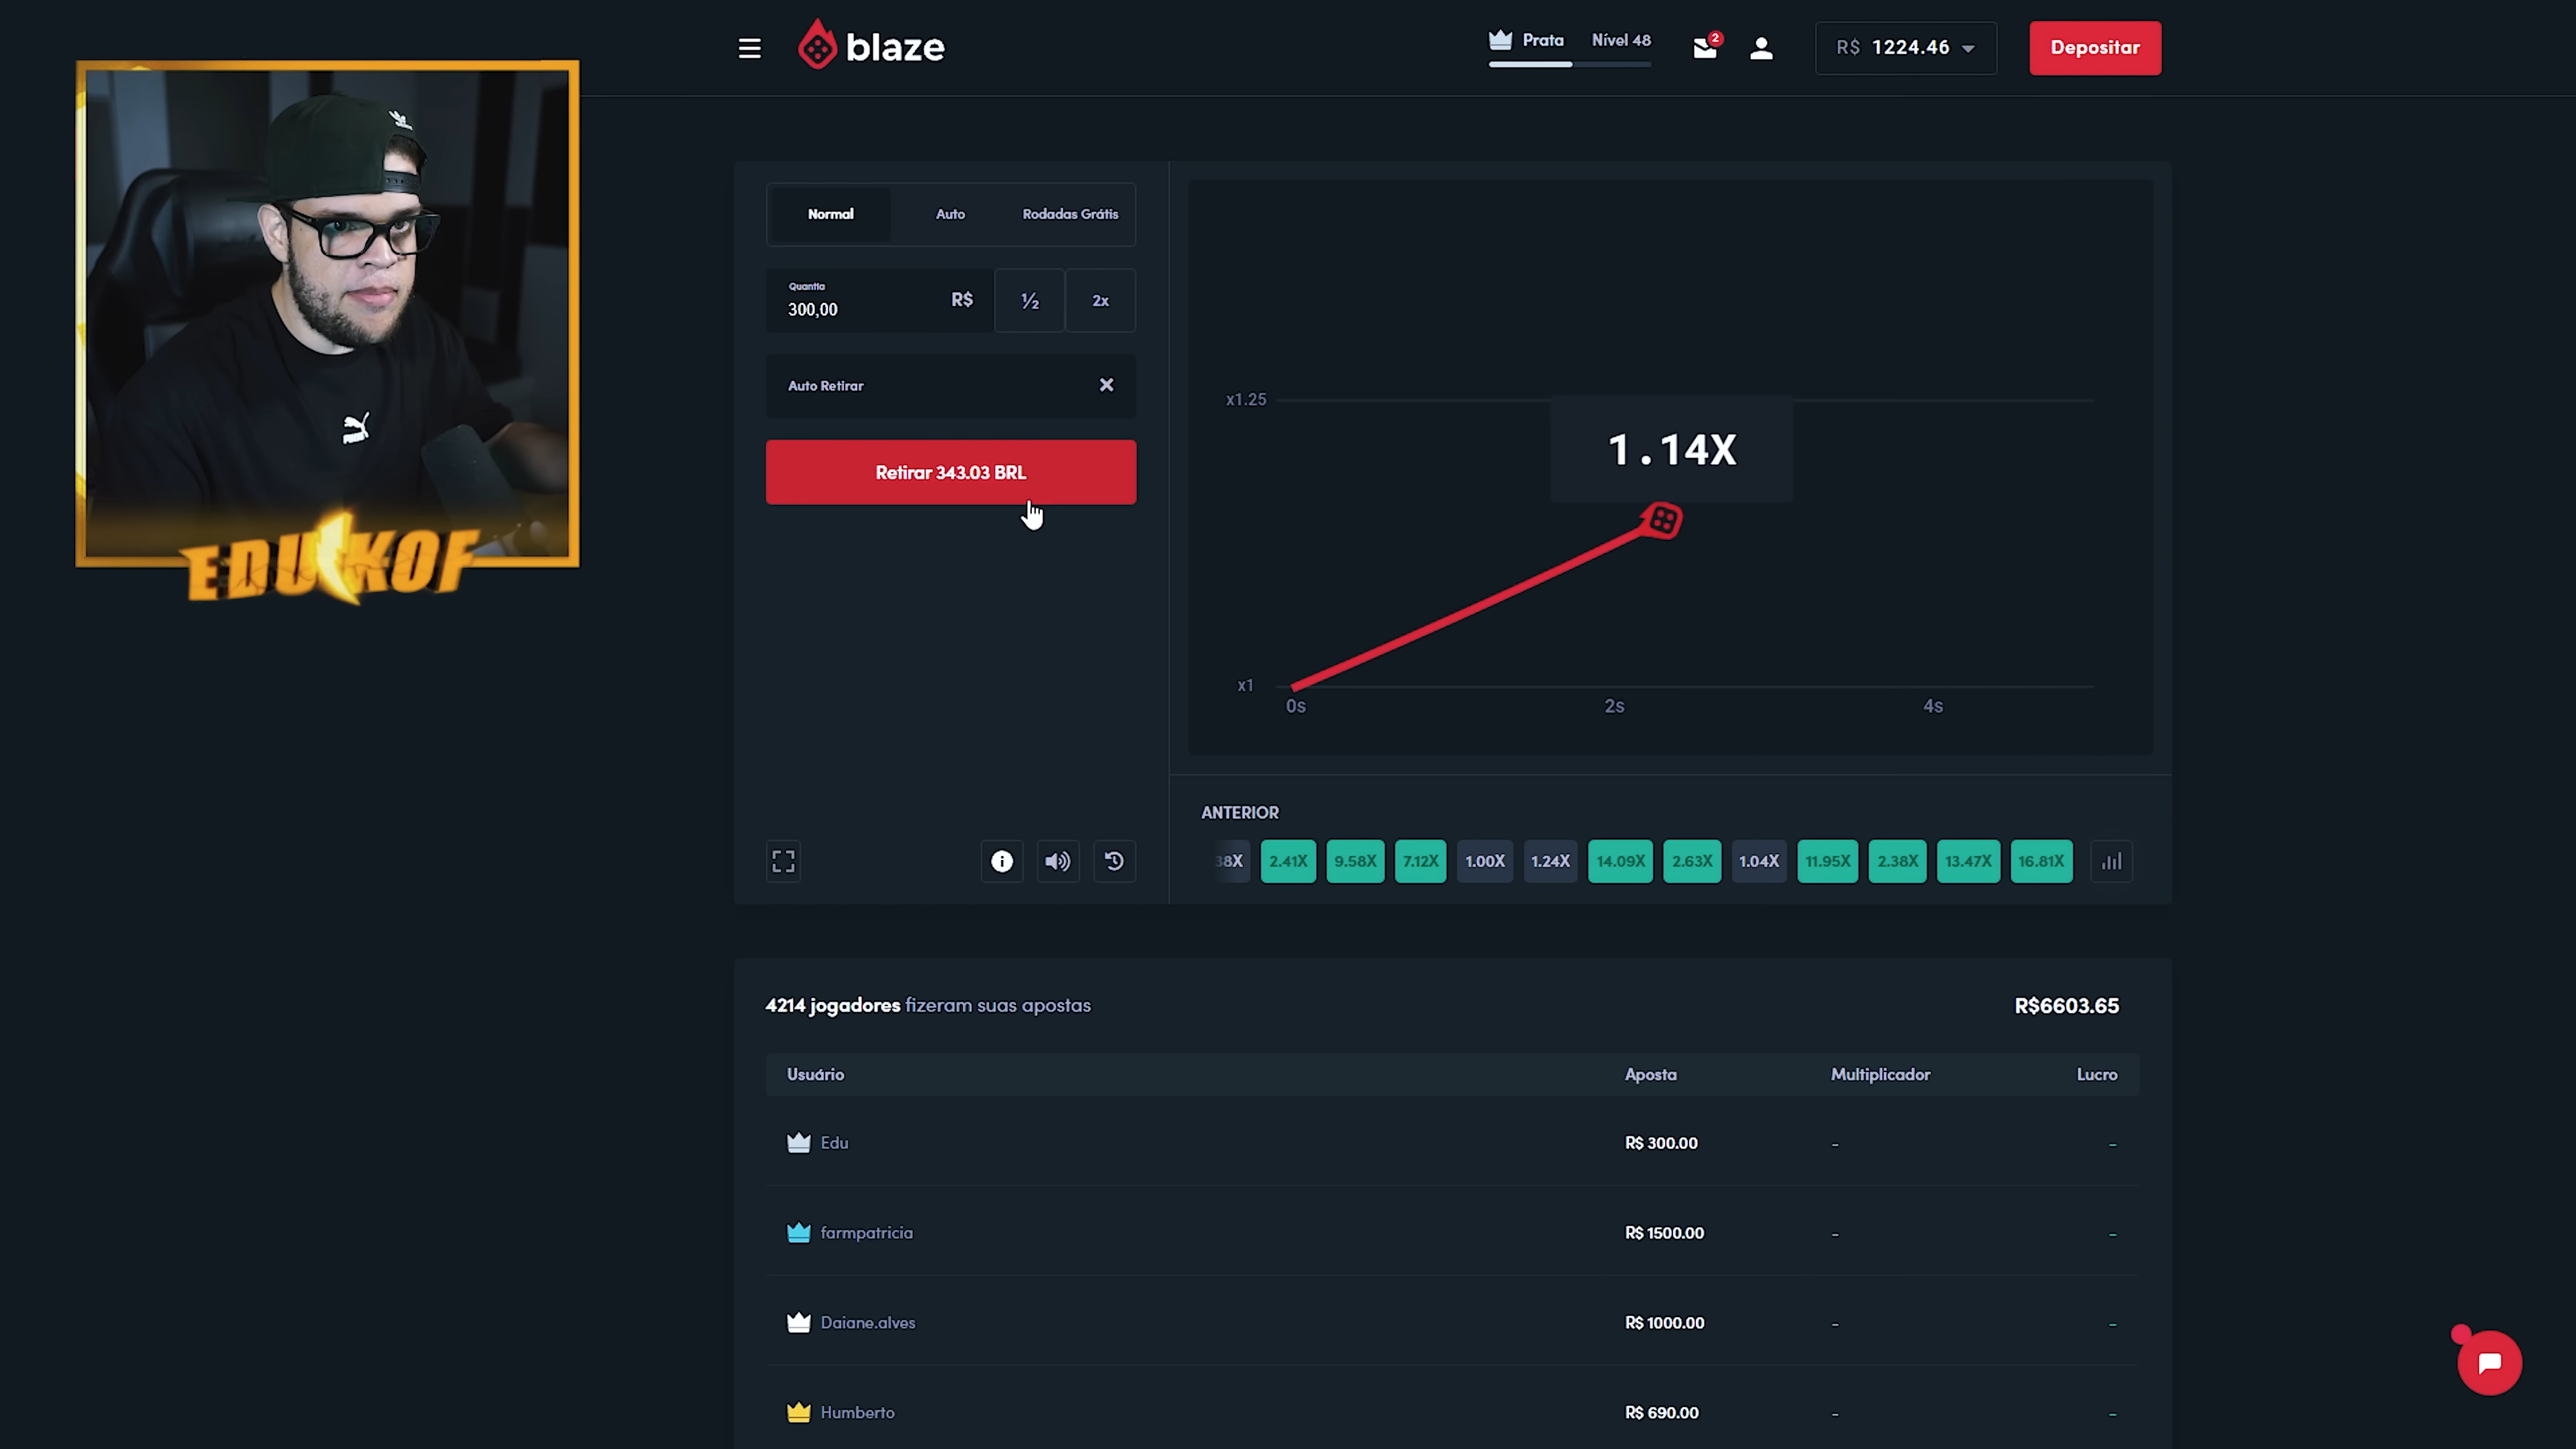 blaze
Prata
Nível 48
2
R$ 1224.46
Depositar
EDU KOF
PUMA
Normal
Auto
Rodadas Grátis
Quantia
300,00
R$
½
2x
Auto Retirar
Retirar 343.03 BRL
x1.25
1.14X
x1
0s
2s
4s
ANTERIOR
38X
2.41X
9.58X
7.12X
1.00X
1.24X
14.09X
2.63X
1.04X
11.95X
2.38X
13.47X
16.81X
4214 jogadores fizeram suas apostas
R$6603.65
Usuário
Aposta
Multiplicador
Lucro
Edu
R$ 300.00
-
-
farmpatricia
R$ 1500.00
-
-
Daiane.alves
R$ 1000.00
-
-
Humberto
R$ 690.00
-
-